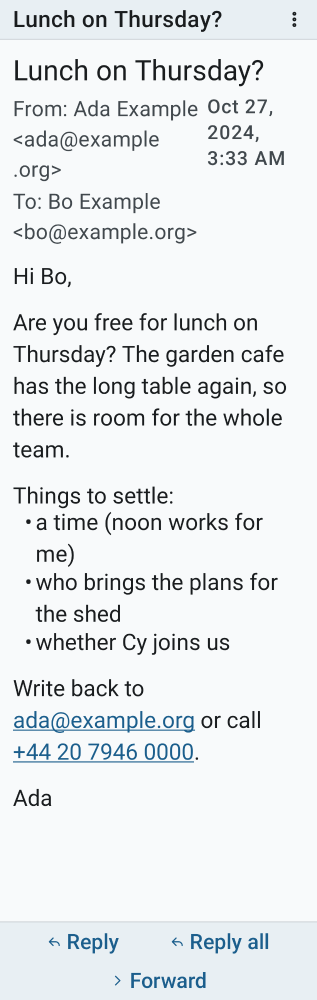 Lunch on Thursday?
Lunch on Thursday?
From: Ada Example
<ada@example
.org>
Oct 27,
2024,
3:33 AM
To: Bo Example
<bo@example.org>
Hi Bo,
Are you free for lunch on
Thursday? The garden cafe
has the long table again, so
there is room for the whole
team.
Things to settle:
• a time (noon works for
me)
• who brings the plans for
the shed
• whether Cy joins us
Write back to
ada@example.org or call
+44 20 7946 0000.
Ada
Reply
Reply all
Forward